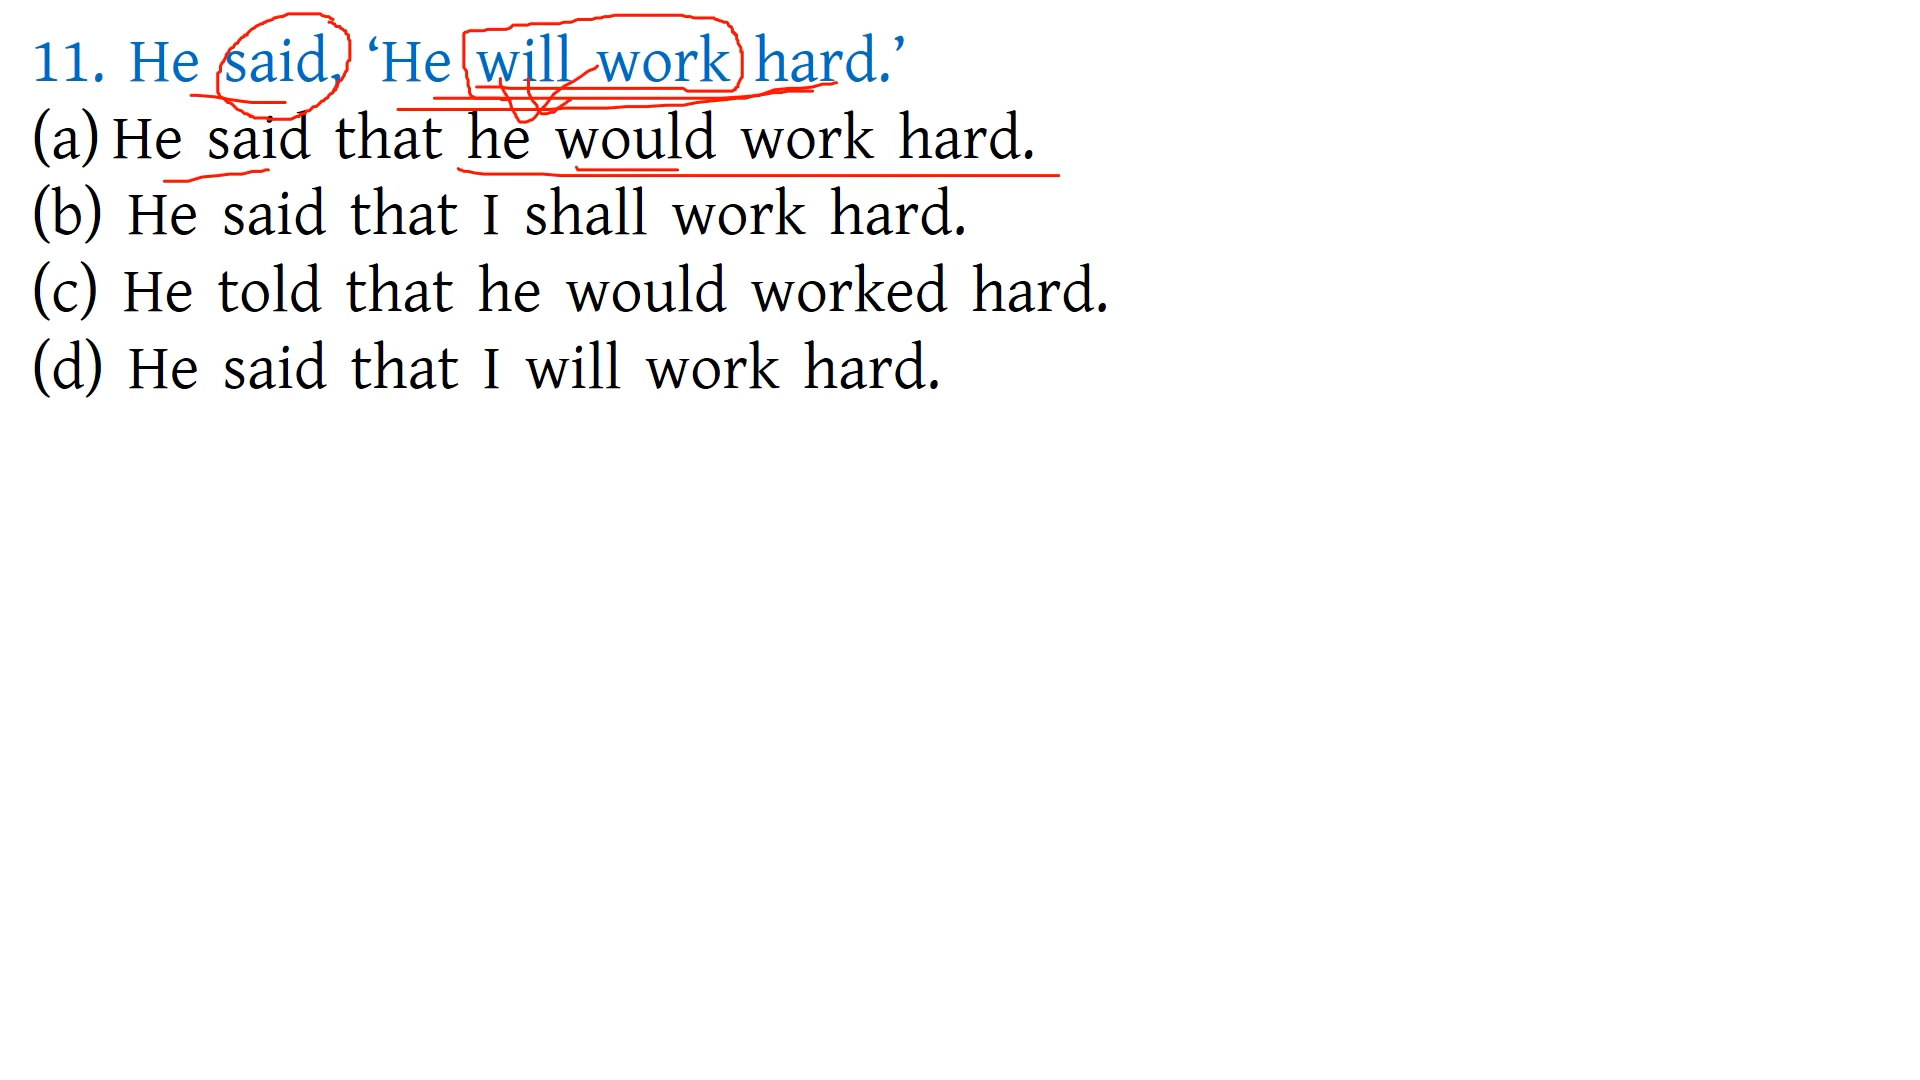 11. He said, ‘He will work hard.’
(a) He said that he would work hard.
(b) He said that I shall work hard.
(c) He told that he would worked hard.
(d) He said that I will work hard.